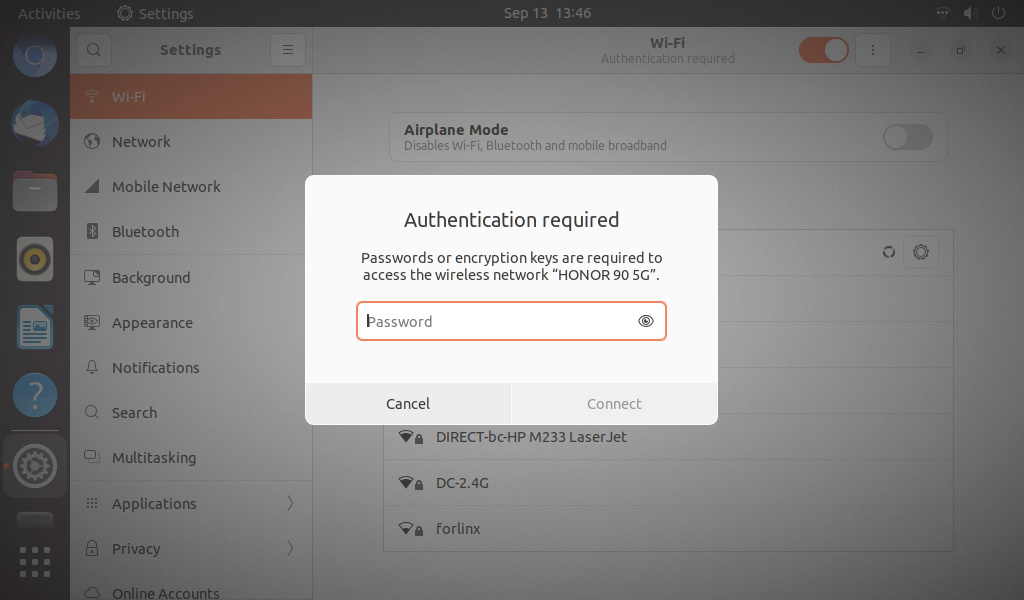 Activities
Settings
Sep 13 13:46
Settings
Wi-Fi
Authentication required
Wi-Fi
Network
Mobile Network
Bluetooth
Background
Appearance
Notifications
Search
Multitasking
Applications
Privacy
Online Accounts
Airplane Mode
Disables Wi-Fi, Bluetooth and mobile broadband
Authentication required
Passwords or encryption keys are required to
access the wireless network “HONOR 90 5G”.
Password
Cancel
Connect
DIRECT-bc-HP M233 LaserJet
DC-2.4G
forlinx